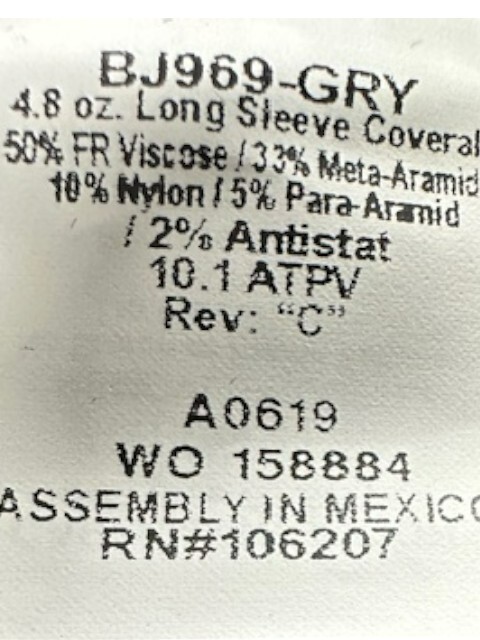 BJ969-GRY
4.8 oz. Long Sleeve Coveral
50% FR Viscose / 33% Meta-Aramid
10% Nylon / 5% Para-Aramid
/ 2% Antistat
10.1 ATPV
Rev: “C”
A0619
WO 158884
ASSEMBLY IN MEXICO
RN#106207